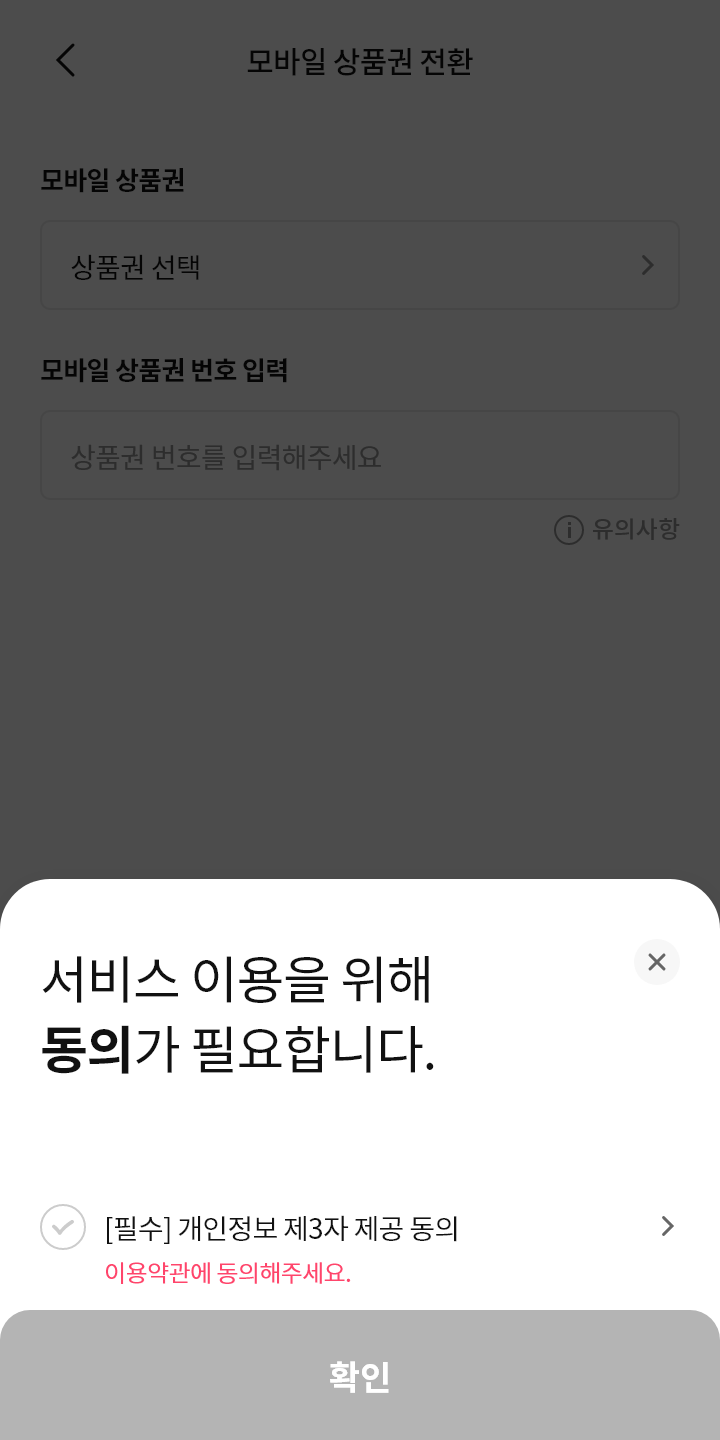 모바일 상품권 전환
모바일 상품권
상품권 선택
모바일 상품권 번호 입력
상품권 번호를 입력해주세요
유의사항
서비스 이용을 위해
동의가 필요합니다.
[필수] 개인정보 제3자 제공 동의
이용약관에 동의해주세요.
확인